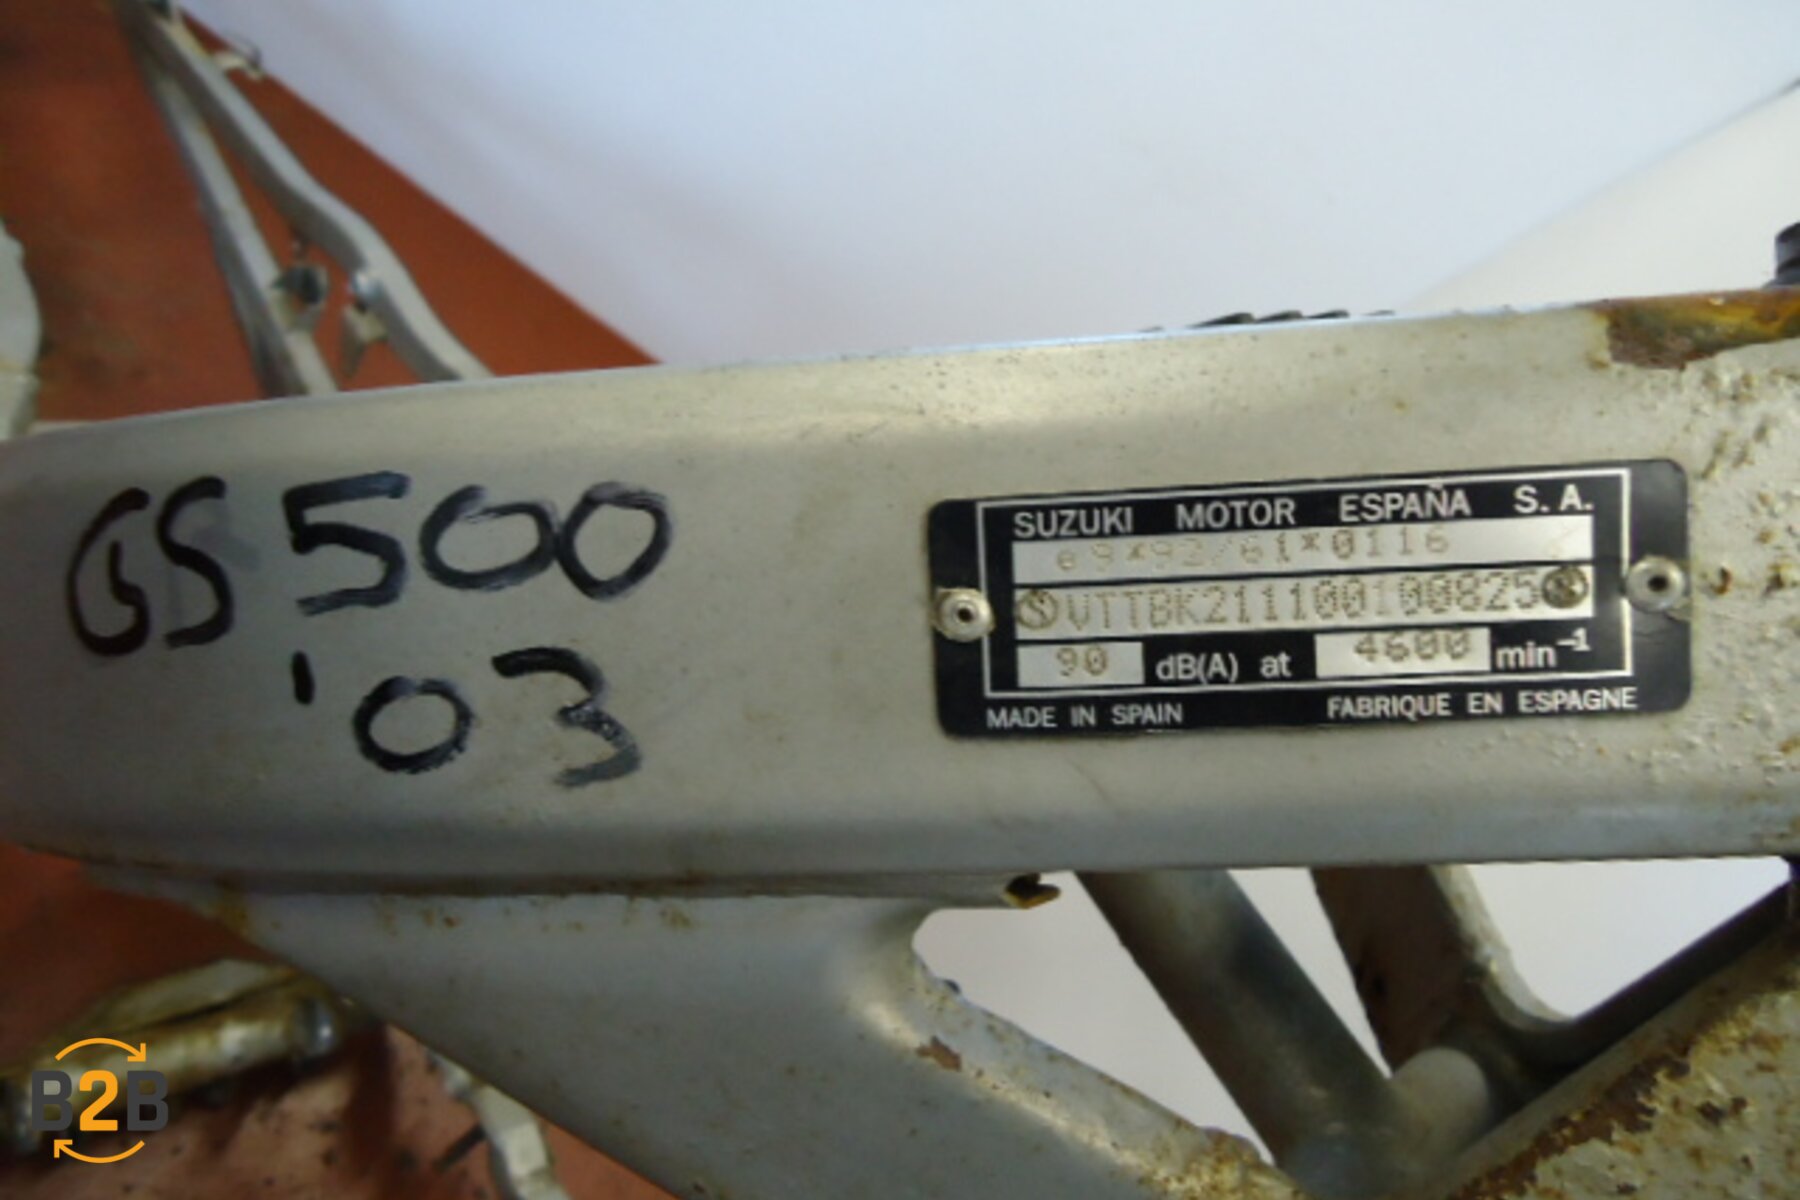 GS 500
'03
SUZUKI MOTOR ESPAÑA S. A.
e9*92/61*0116
VTTBK211100100825
90 dB(A) at 4600 min⁻¹
MADE IN SPAIN FABRIQUE EN ESPAGNE
B2B